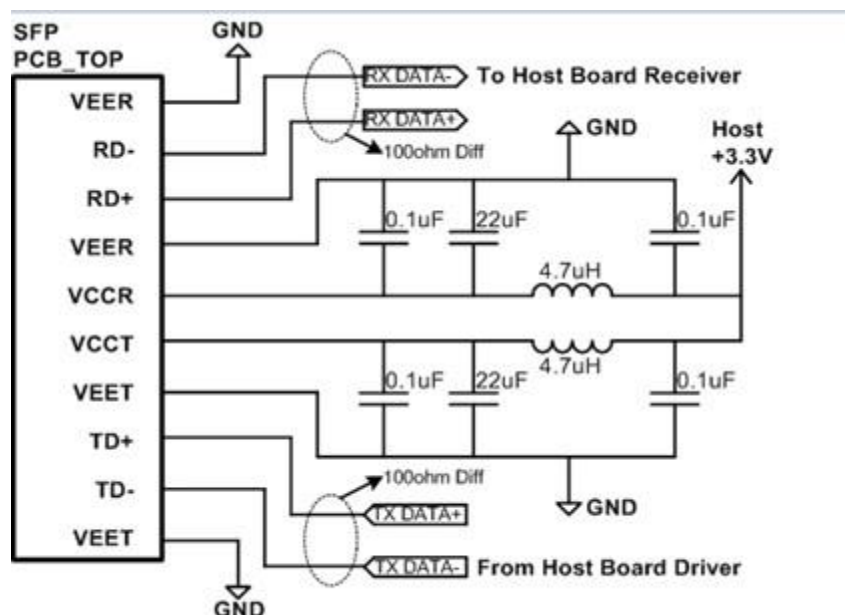 SFP
PCB_TOP
GND
VEER
RX DATA-
To Host Board Receiver
RD-
RX DATA+
100ohm Diff
GND
Host
+3.3V
RD+
0.1uF
22uF
0.1uF
VEER
4.7uH
VCCR
VCCT
4.7uH
0.1uF
22uF
0.1uF
VEET
TD+
100ohm Diff
TD-
TX DATA+
GND
VEET
TX DATA-
From Host Board Driver
GND